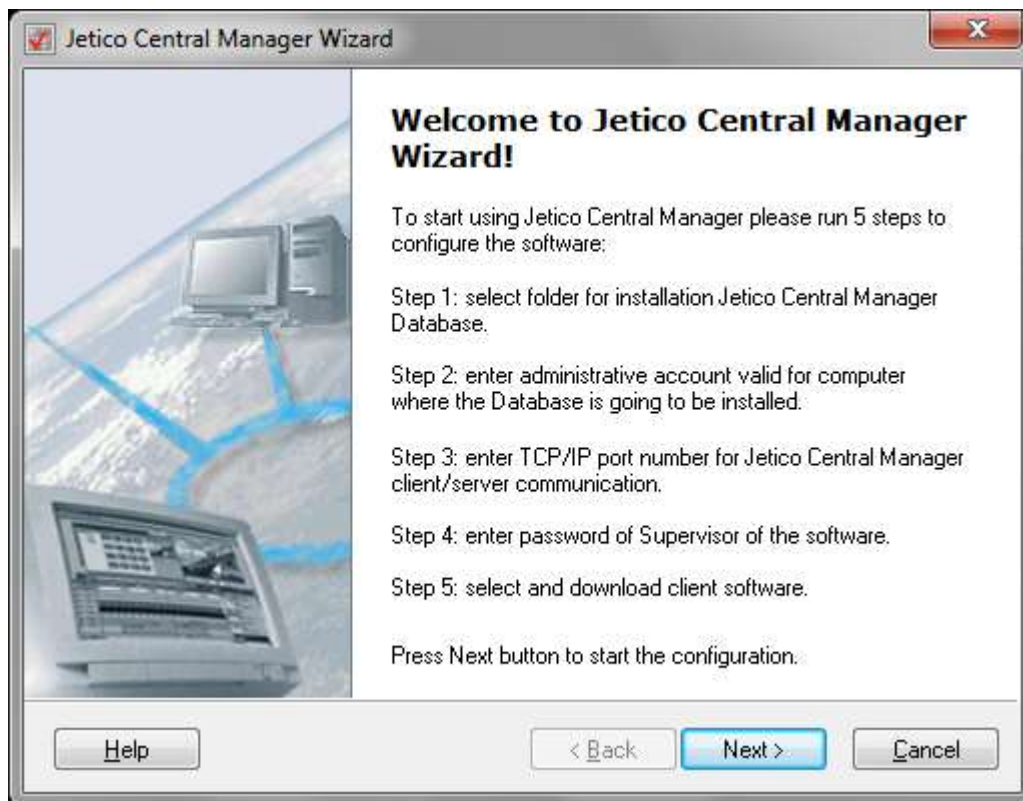 Jetico Central Manager Wizard
Welcome to Jetico Central Manager
Wizard!
To start using Jetico Central Manager please run 5 steps to
configure the software:
Step 1: select folder for installation Jetico Central Manager
Database.
Step 2: enter administrative account valid for computer
where the Database is going to be installed.
Step 3: enter TCP/IP port number for Jetico Central Manager
client/server communication.
Step 4: enter password of Supervisor of the software.
Step 5: select and download client software.
Press Next button to start the configuration.
Help
< Back
Next >
Cancel